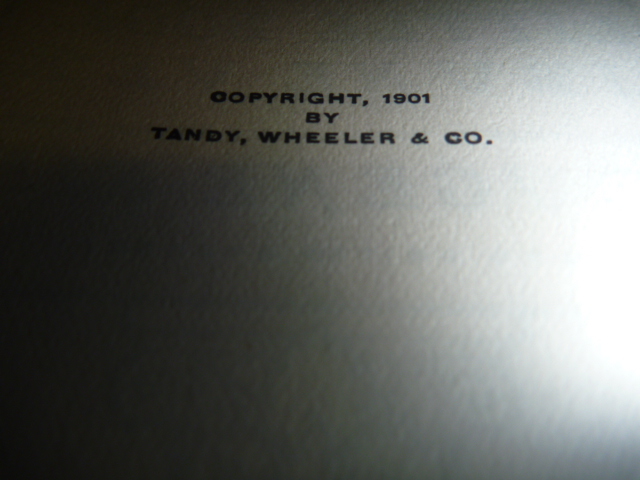 COPYRIGHT, 1901
BY
TANDY, WHEELER & CO.